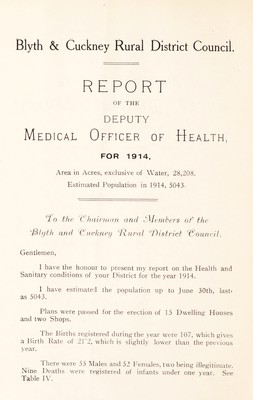 Blyth & Cuckney Rural District Council.
REPORT
OF THE
DEPUTY
MEDICAL OFFICER OF HEALTH,
FOR 1914,
Area in Acres, exclusive of Water, 28,208.
Estimated Population in 1914, 5043.
To the Chairman and Members of the
Blyth and Cuckney Rural District Council.
Gentlemen,
I have the honour to present my report on the Health and
Sanitary conditions of your District for the year 1914.
I have estimated the population up to June 30th, last-
as 5043.
Plans were passed for the erection of 15 Dwelling Houses
and two Shops.
The Births registered during the year were 107, which gives
a Birth Rate of 21'2, which is slightly lower than the previous
year.
There were 55 Males and 52 Females, two being illegitimate.
Nine Deaths were registered of infants under one year. See
Table IV.